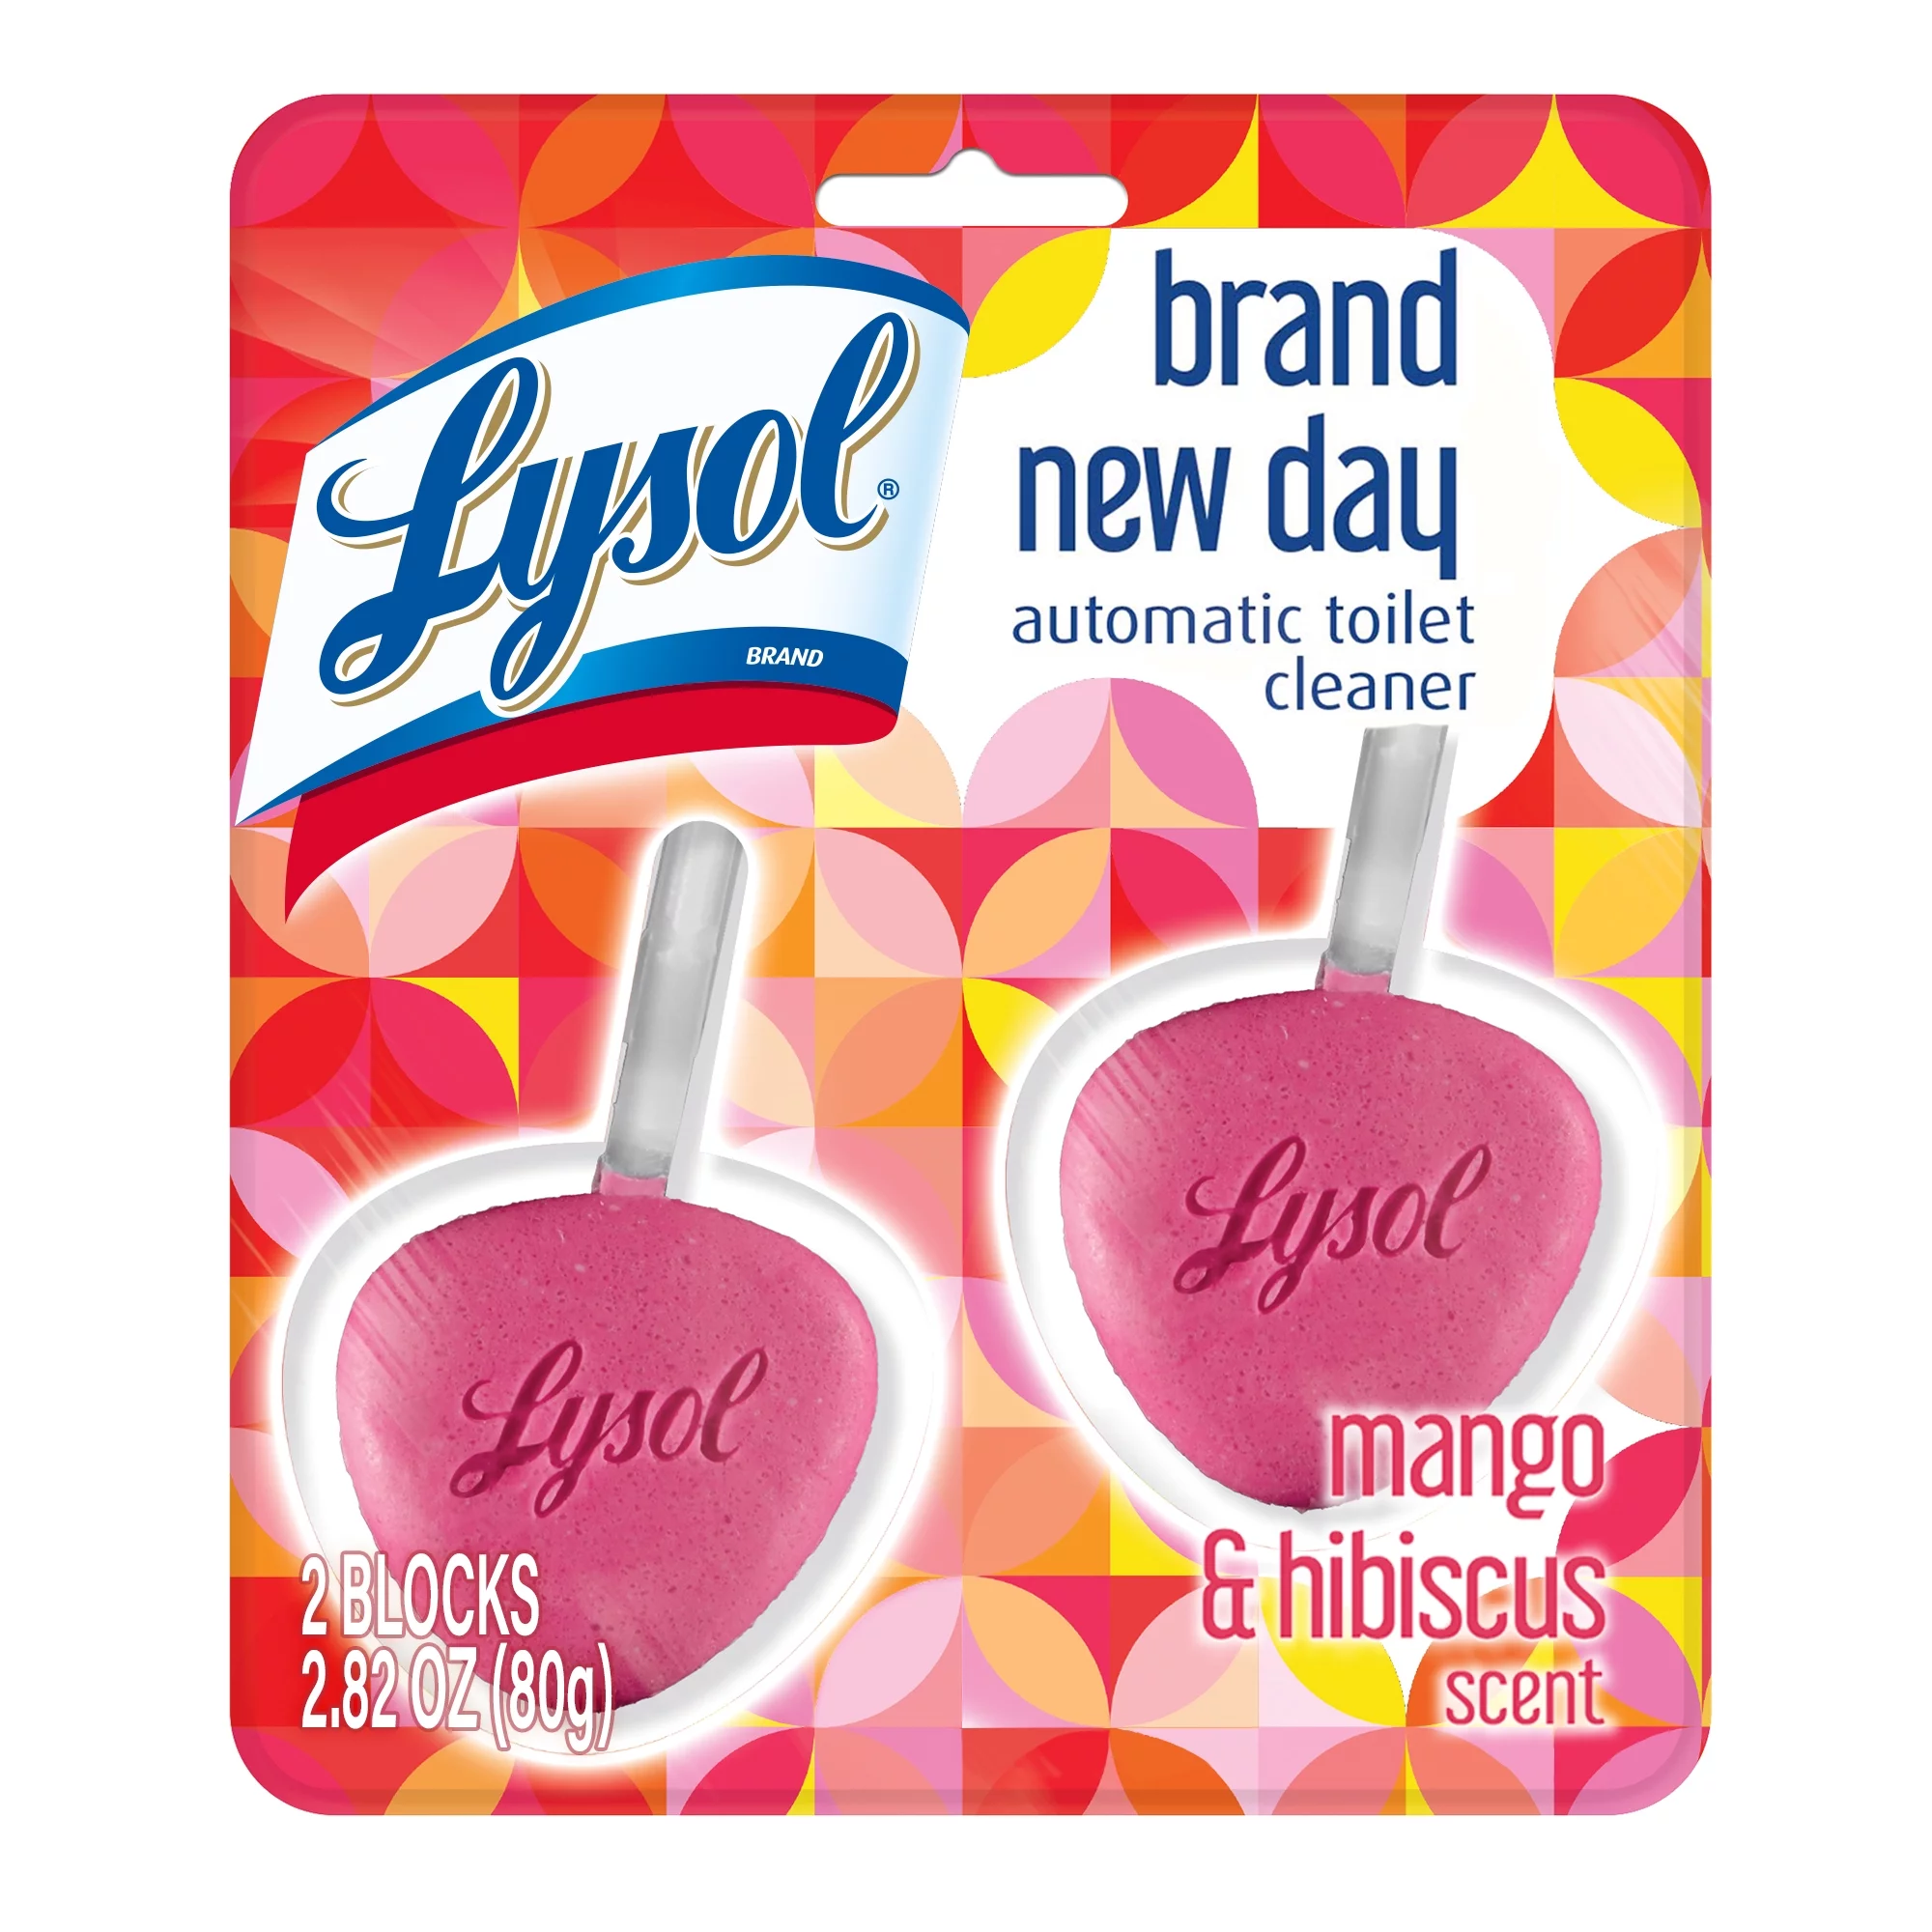 Lysol®
BRAND
brand
new day
automatic toilet
cleaner
Lysol
Lysol
mango
& hibiscus
scent
2 BLOCKS
2.82 OZ (80g)